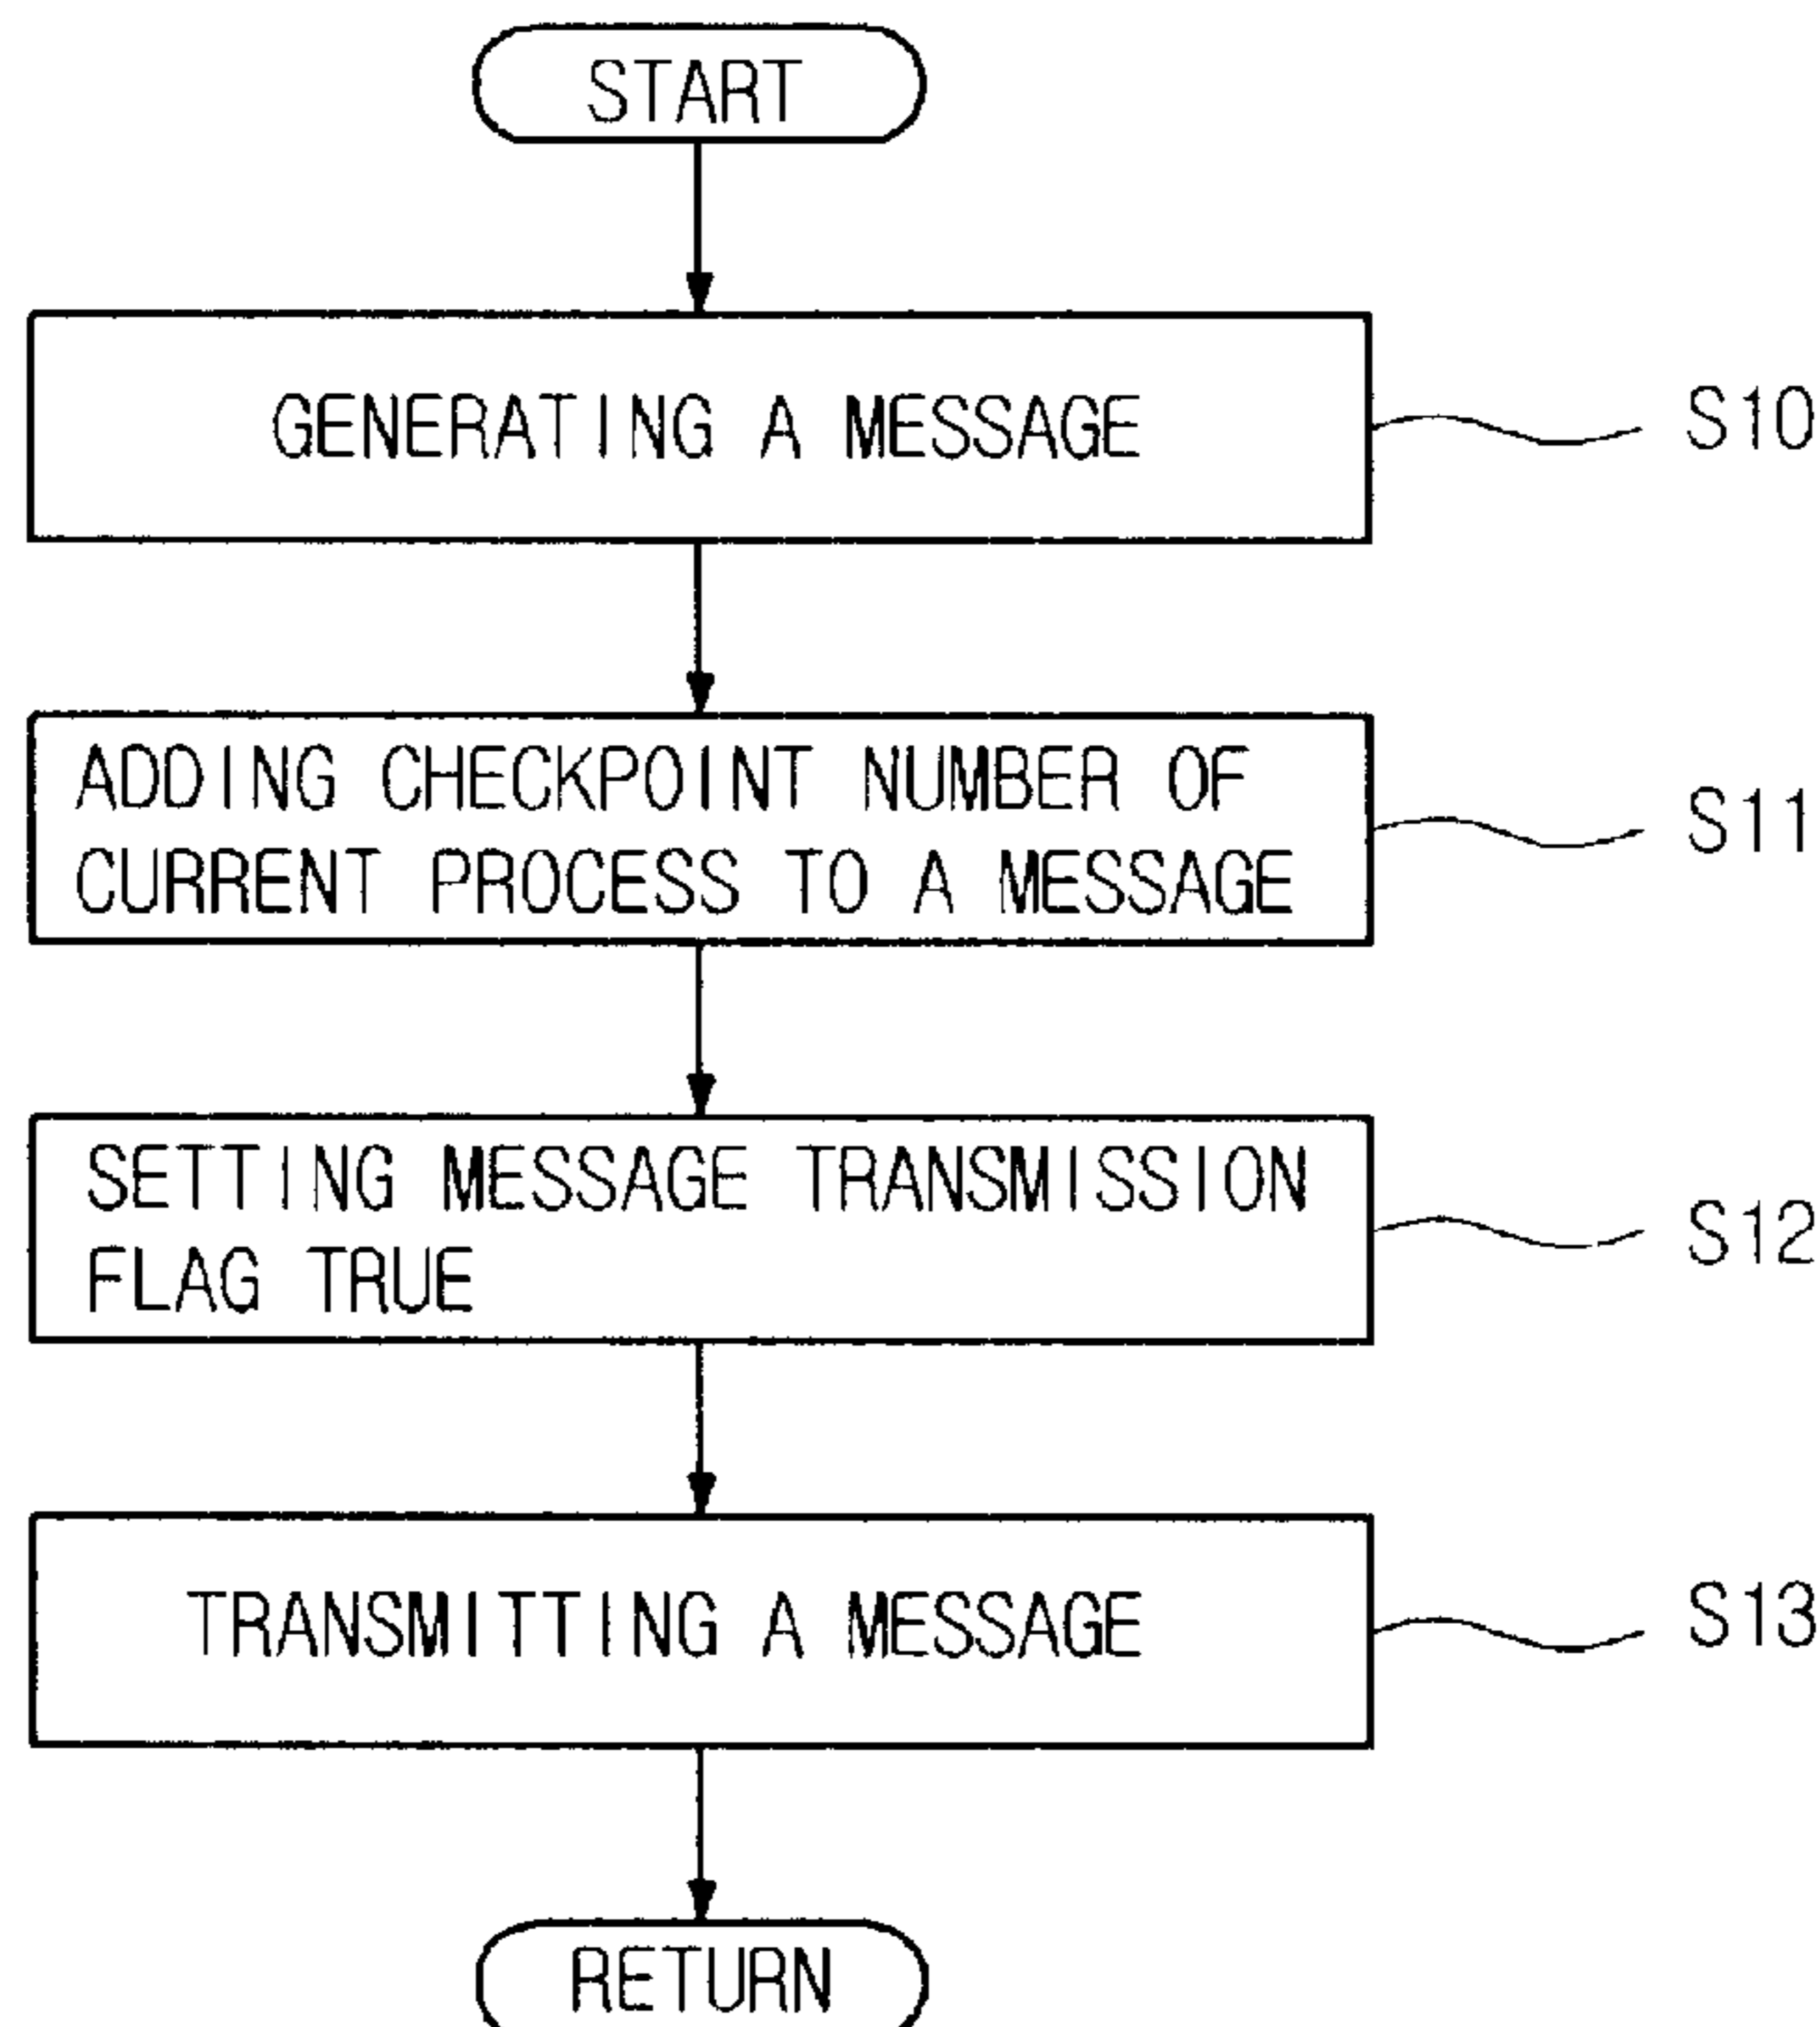 START
GENERATING A MESSAGE
S10
ADDING CHECKPOINT NUMBER OF
CURRENT PROCESS TO A MESSAGE
S11
SETTING MESSAGE TRANSMISSION
FLAG TRUE
S12
TRANSMITTING A MESSAGE
S13
RETURN